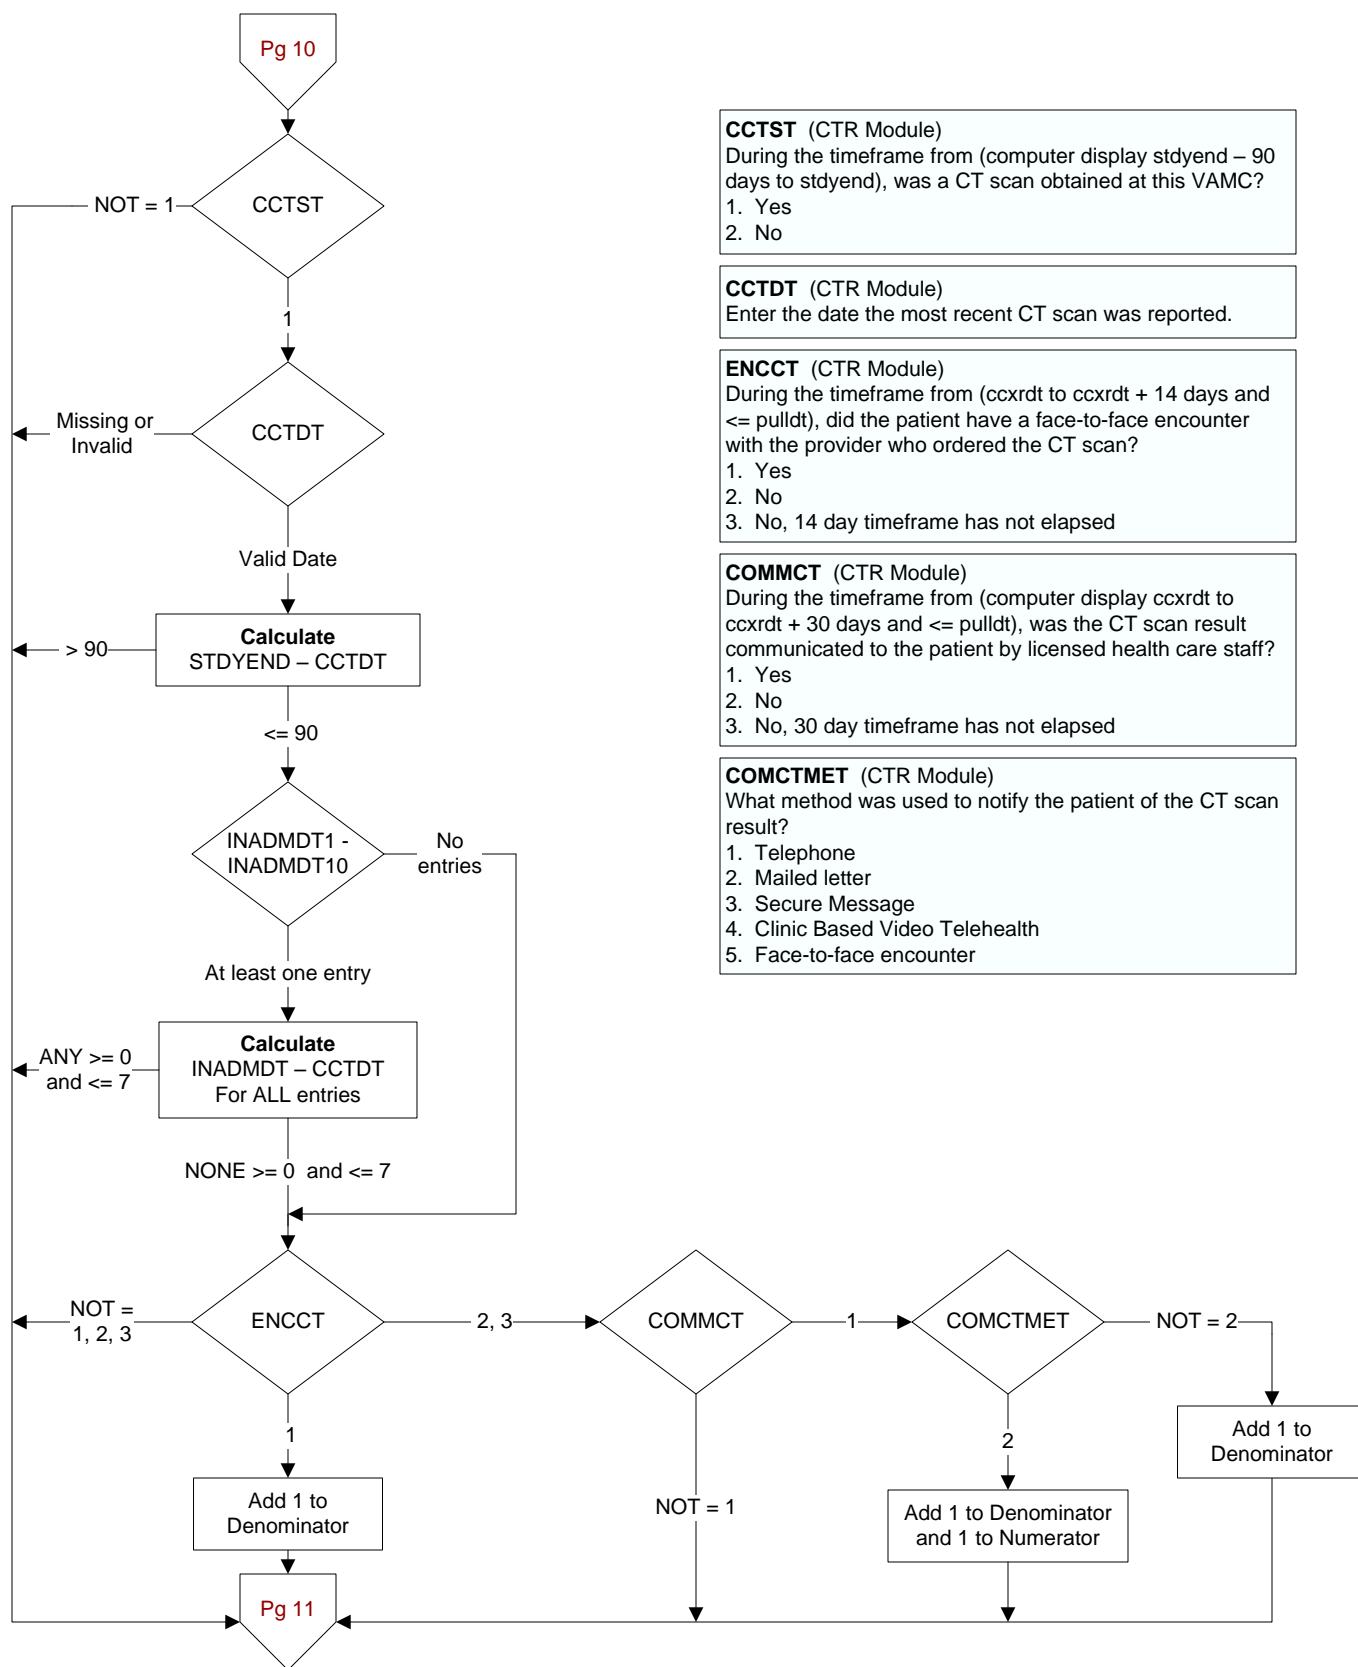 Pg 10
CCTST
NOT = 1
1
CCTDT
Missing or
Invalid
Valid Date
Calculate
STDYEND – CCTDT
> 90
<= 90
INADMDT1 -
INADMDT10
No
entries
At least one entry
Calculate
INADMDT – CCTDT
For ALL entries
ANY >= 0
and <= 7
NONE >= 0 and <= 7
ENCCT
NOT =
1, 2, 3
2, 3
COMMCT
1
COMCTMET
NOT = 2
1
2
NOT = 1
Add 1 to
Denominator
Add 1 to Denominator
and 1 to Numerator
Add 1 to
Denominator
Pg 11
CCTST (CTR Module)
During the timeframe from (computer display stdyend – 90
days to stdyend), was a CT scan obtained at this VAMC?
1. Yes
2. No
CCTDT (CTR Module)
Enter the date the most recent CT scan was reported.
ENCCT (CTR Module)
During the timeframe from (ccxrdt to ccxrdt + 14 days and
<= pulldt), did the patient have a face-to-face encounter
with the provider who ordered the CT scan?
1. Yes
2. No
3. No, 14 day timeframe has not elapsed
COMMCT (CTR Module)
During the timeframe from (computer display ccxrdt to
ccxrdt + 30 days and <= pulldt), was the CT scan result
communicated to the patient by licensed health care staff?
1. Yes
2. No
3. No, 30 day timeframe has not elapsed
COMCTMET (CTR Module)
What method was used to notify the patient of the CT scan
result?
1. Telephone
2. Mailed letter
3. Secure Message
4. Clinic Based Video Telehealth
5. Face-to-face encounter